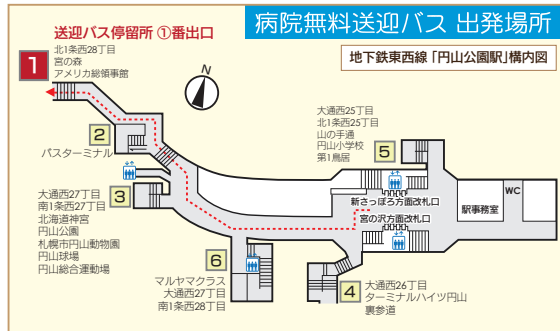 病院無料送迎バス 出発場所
送迎バス停留所 ①番出口
地下鉄東西線「円山公園駅」構内図
1
北1条西28丁目
宮の森
アメリカ総領事館
N
2
バスターミナル
3
大通西27丁目
南1条西27丁目
北海道神宮
円山公園
札幌市円山動物園
円山球場
円山総合運動場
大通西25丁目
北1条西25丁目
山の手通
円山小学校
第1鳥居
5
新さっぽろ方面改札口
宮の沢方面改札口
駅事務室
WC
6
マルヤマクラス
大通西27丁目
南1条西28丁目
4
大通西26丁目
ターミナルハイツ円山
裏参道